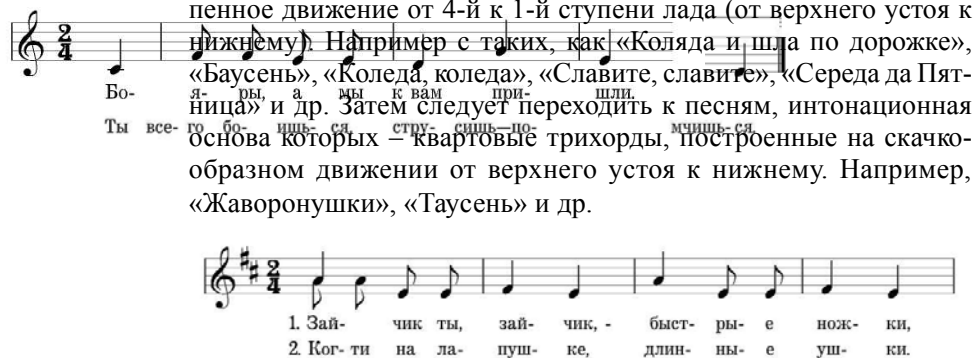 пенное движение от 4-й к 1-й ступени лада (от верхнего устоя к
нижнему). Например с таких, как «Коляда и шла по дорожке»,
«Баусень», «Коледа, коледа», «Славите, славите», «Середа да Пят-
Бо- я- ры, а мы к вам при- шли.
ница» и др. Затем следует переходить к песням, интонационная
Ты все- го бо- ишь- ся, стру- сишь—по- мчишь- ся.
основа которых – квартовые трихорды, построенные на скачко-
образном движении от верхнего устоя к нижнему. Например,
«Жаворонушки», «Таусень» и др.
2
4
1. Зай- чик ты, зай- чик, - быст- ры- е нож- ки,
2. Ког- ти на ла- пуш- ке, длин- ны- е уш- ки.